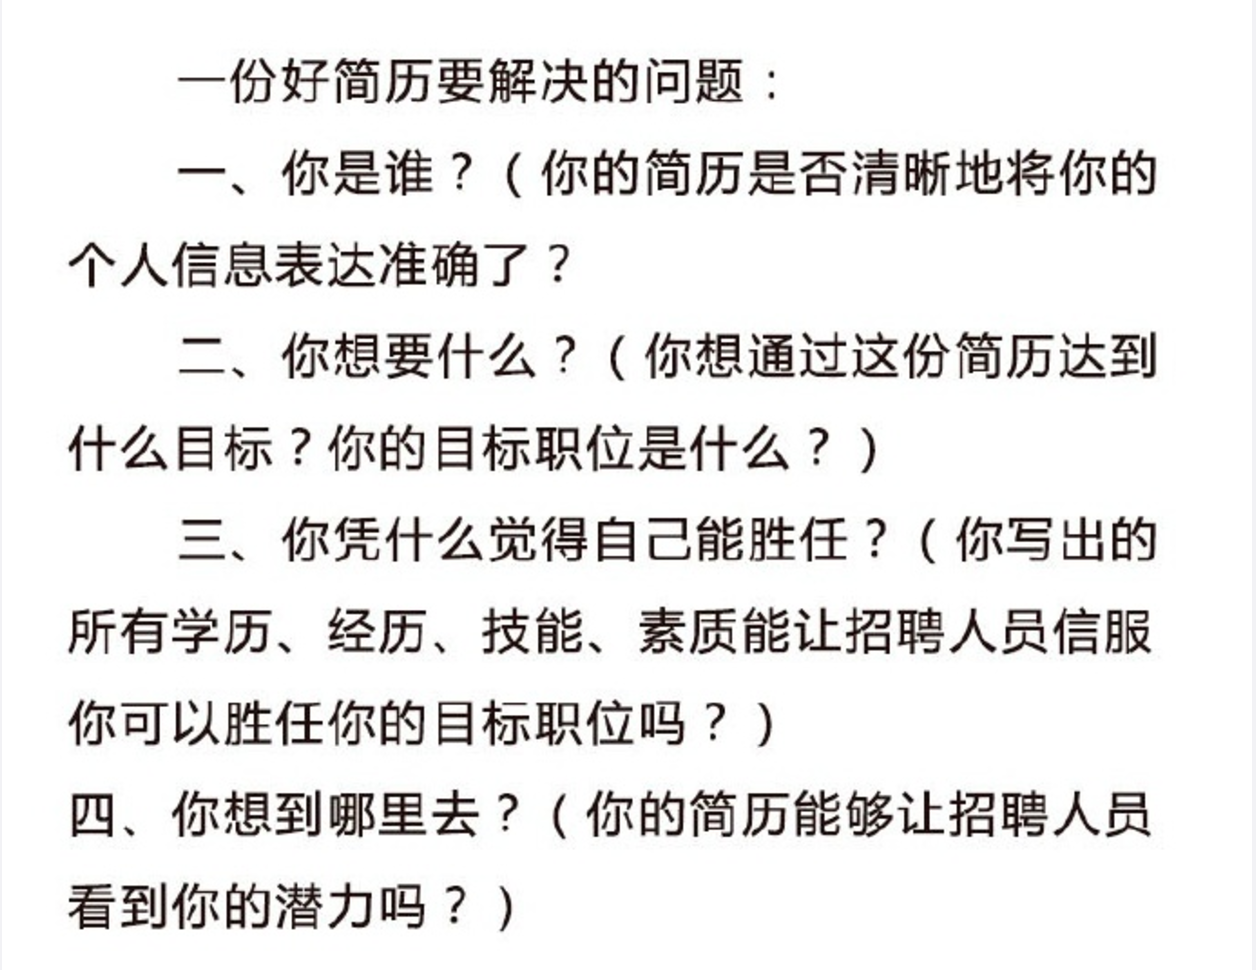 一份好简历要解决的问题：
一、你是谁？（你的简历是否清晰地将你的
个人信息表达准确了？
二、你想要什么？（你想通过这份简历达到
什么目标？你的目标职位是什么？）
三、你凭什么觉得自己能胜任？（你写出的
所有学历、经历、技能、素质能让招聘人员信服
你可以胜任你的目标职位吗？）
四、你想到哪里去？（你的简历能够让招聘人员
看到你的潜力吗？）